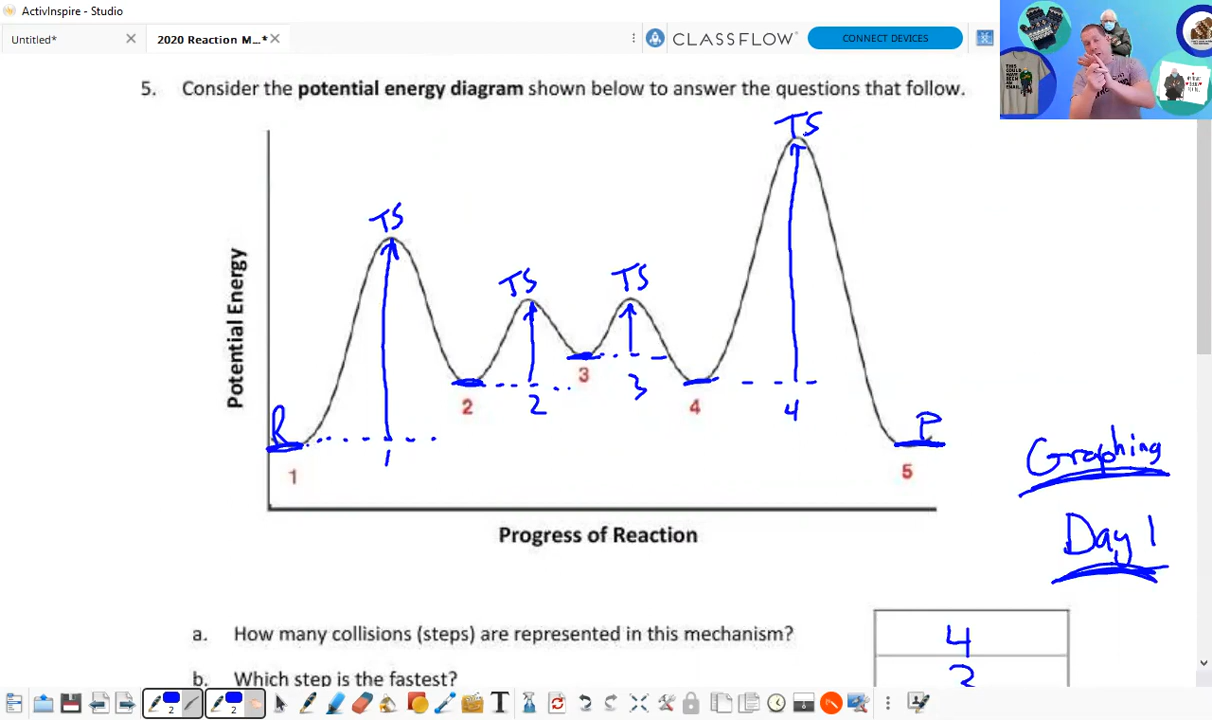 ActivInspire - Studio
Untitled*
2020 Reaction M...*
CLASSFLOW
CONNECT DEVICES
5. Consider the potential energy diagram shown below to answer the questions that follow.
TS
TS
TS
TS
Potential Energy
R
P
1
2
3
4
5
1
2
3
4
Progress of Reaction
Graphing
Day 1
a. How many collisions (steps) are represented in this mechanism?
4
b. Which step is the fastest?
2
2